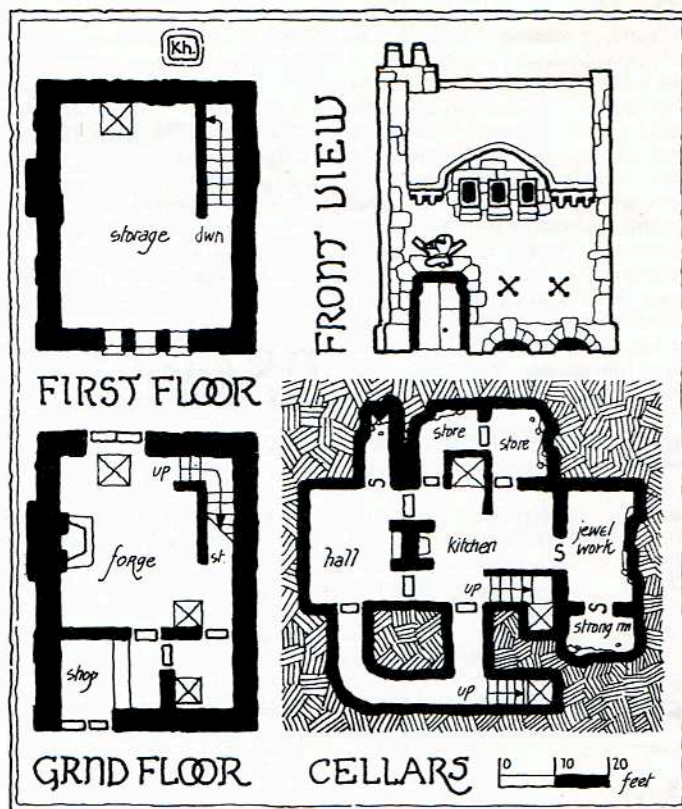 Kh.
storage dwn
FIRST FLOOR
FRONT VIEW
up
forge
st.
shop
GRND FLOOR
store
store
S
hall
kitchen
S
jewel
work
up
S
strong rm
up
CELLARS
0 10 20
feet